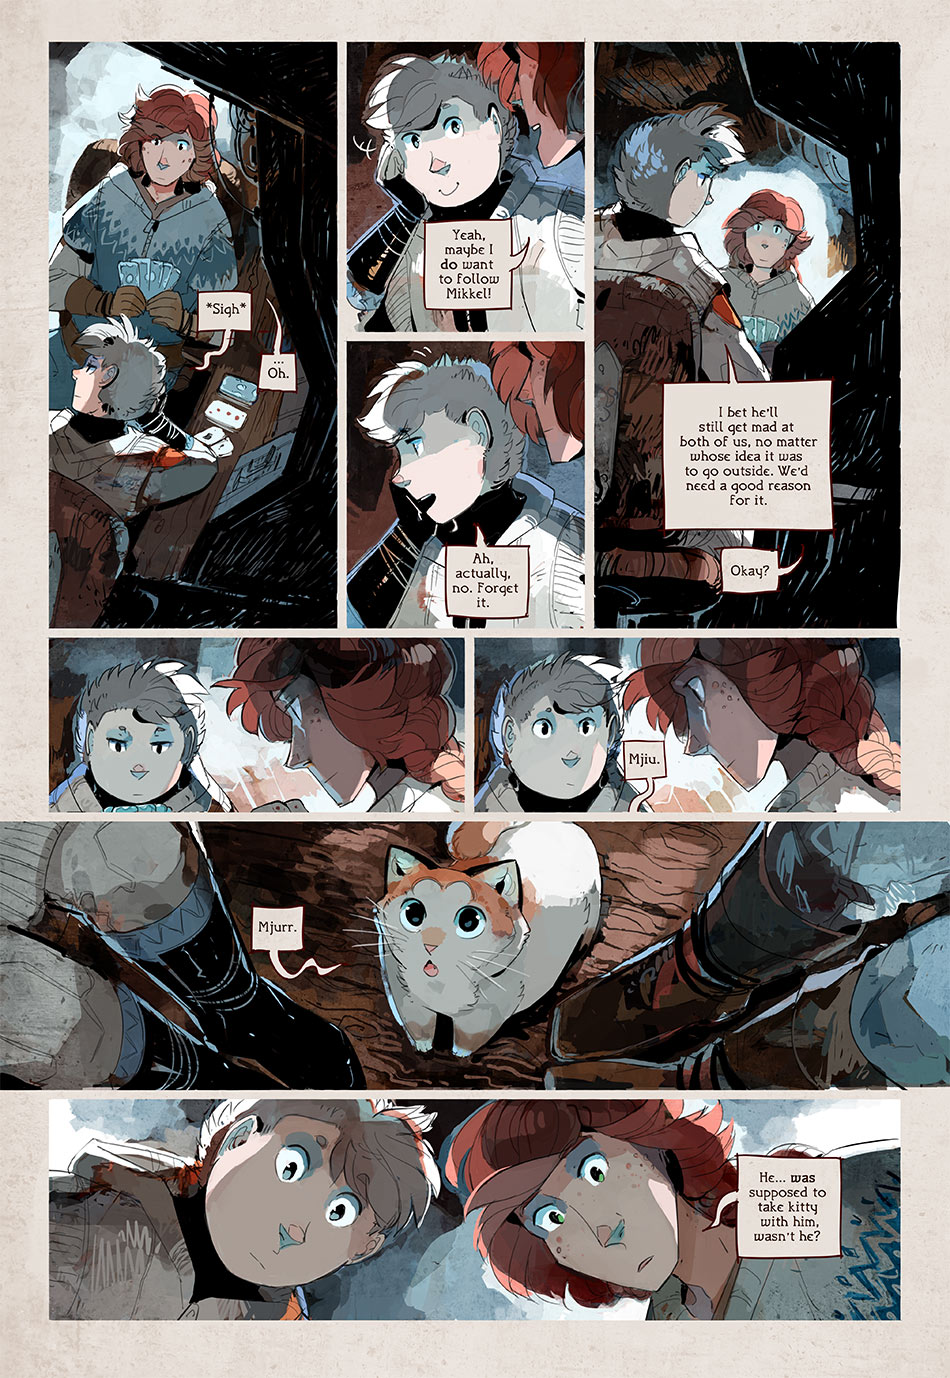 *Sigh*
...
Oh.
Yeah,
maybe I
do want
to follow
Mikkel!
Ah,
actually,
no. Forget
it.
I bet he'll
still get mad at
both of us, no matter
whose idea it was
to go outside. We'd
need a good reason
for it.
Okay?
Mjiu.
Mjurr.
He... was
supposed to
take kitty
with him,
wasn't he?